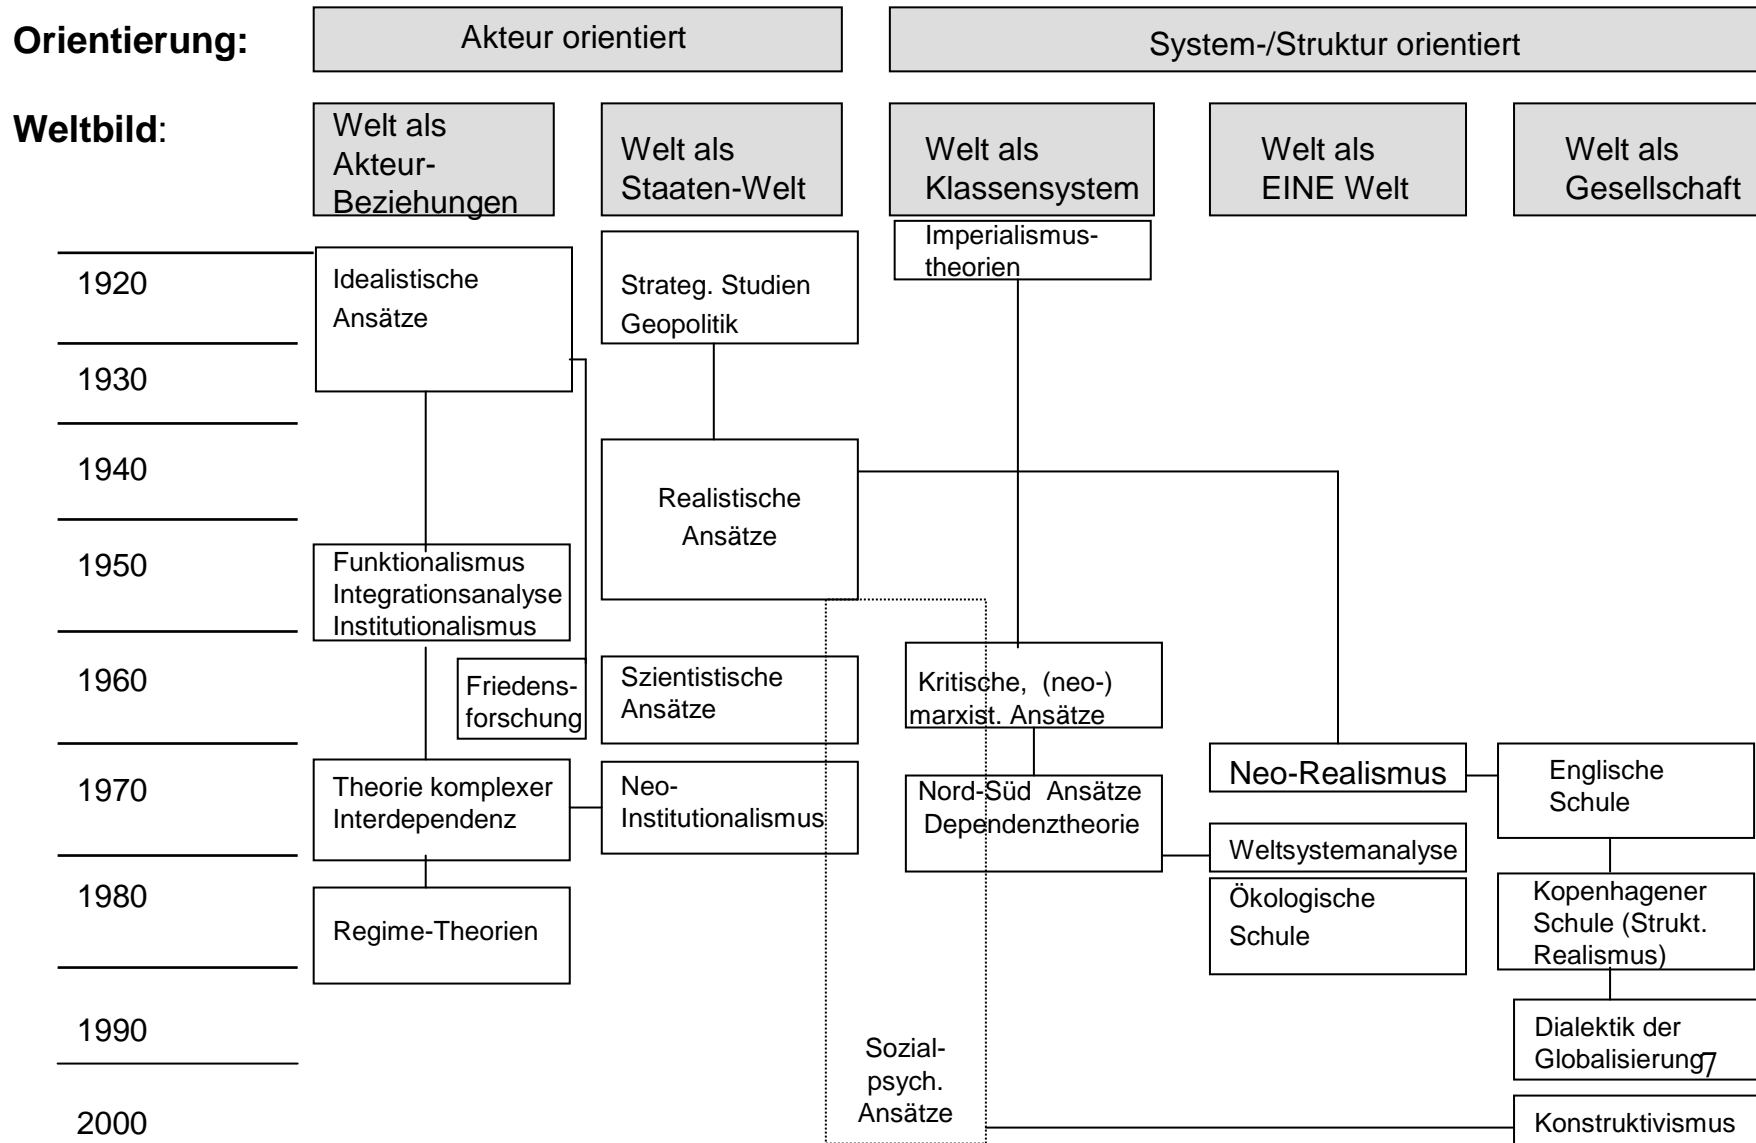 Orientierung:
Akteur orientiert
System-/Struktur orientiert
Weltbild:
Welt als
Akteur-
Beziehungen
Welt als
Staaten-Welt
Welt als
Klassensystem
Welt als
EINE Welt
Welt als
Gesellschaft
1920
Idealistische
Ansätze
Strateg. Studien
Geopolitik
Imperialismus-
theorien
1930
1940
Realistische
Ansätze
1950
Funktionalismus
Integrationsanalyse
Institutionalismus
1960
Friedens-
forschung
Szientistische
Ansätze
Kritische, (neo-)
marxist. Ansätze
1970
Theorie komplexer
Interdependenz
Neo-
Institutionalismus
Nord-Süd Ansätze
Dependenztheorie
Neo-Realismus
Englische
Schule
Weltsystemanalyse
1980
Regime-Theorien
Ökologische
Schule
Kopenhagener
Schule (Strukt.
Realismus)
1990
Sozial-
psych.
Ansätze
Dialektik der
Globalisierung
7
2000
Konstruktivismus